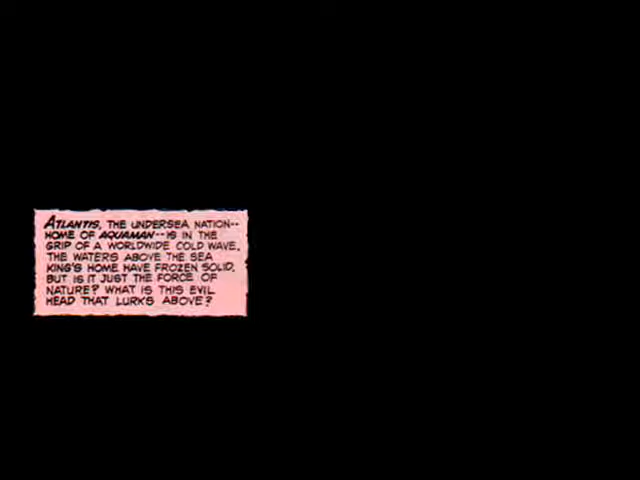 ATLANTIS, THE UNDERSEA NATION--
HOME OF AQUAMAN--IS IN THE
GRIP OF A WORLDWIDE COLD WAVE.
THE WATERS ABOVE THE SEA
KING'S HOME HAVE FROZEN SOLID.
BUT IS IT JUST THE FORCE OF
NATURE? WHAT IS THIS EVIL
HEAD THAT LURKS ABOVE?